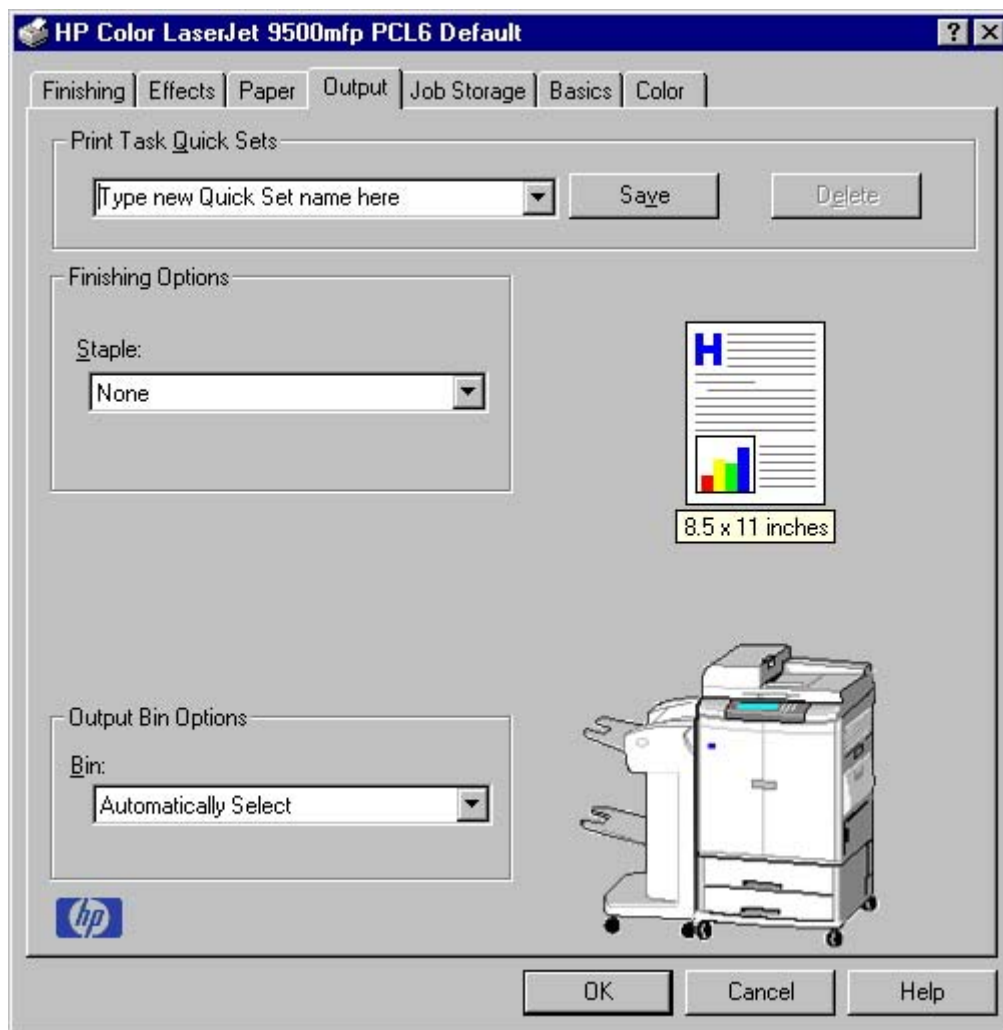 HP Color LaserJet 9500mfp PCL6 Default
Finishing Effects Paper Output Job Storage Basics Color
Print Task Quick Sets
Type new Quick Set name here Save Delete
Finishing Options
Staple:
None
H
8.5 x 11 inches
Output Bin Options
Bin:
Automatically Select
hp
OK Cancel Help